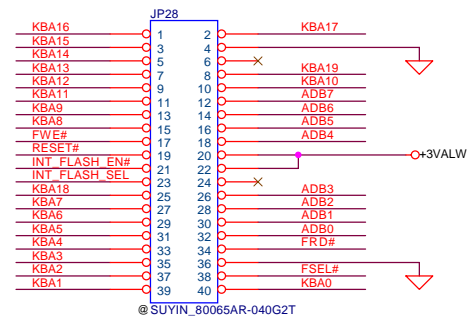 JP28
KBA16 1 2 KBA17
KBA15 3 4
KBA14 5 6
KBA13 7 8 KBA19
KBA12 9 10 KBA10
KBA11 11 12 ADB7
KBA9 13 14 ADB6
KBA8 15 16 ADB5
FWE# 17 18 ADB4
RESET# 19 20 +3VALW
INT_FLASH_EN# 21 22
INT_FLASH_SEL 23 24
KBA18 25 26 ADB3
KBA7 27 28 ADB2
KBA6 29 30 ADB1
KBA5 31 32 ADB0
KBA4 33 34 FRD#
KBA3 35 36
KBA2 37 38 FSEL#
KBA1 39 40 KBA0
@SUYIN_80065AR-040G2T